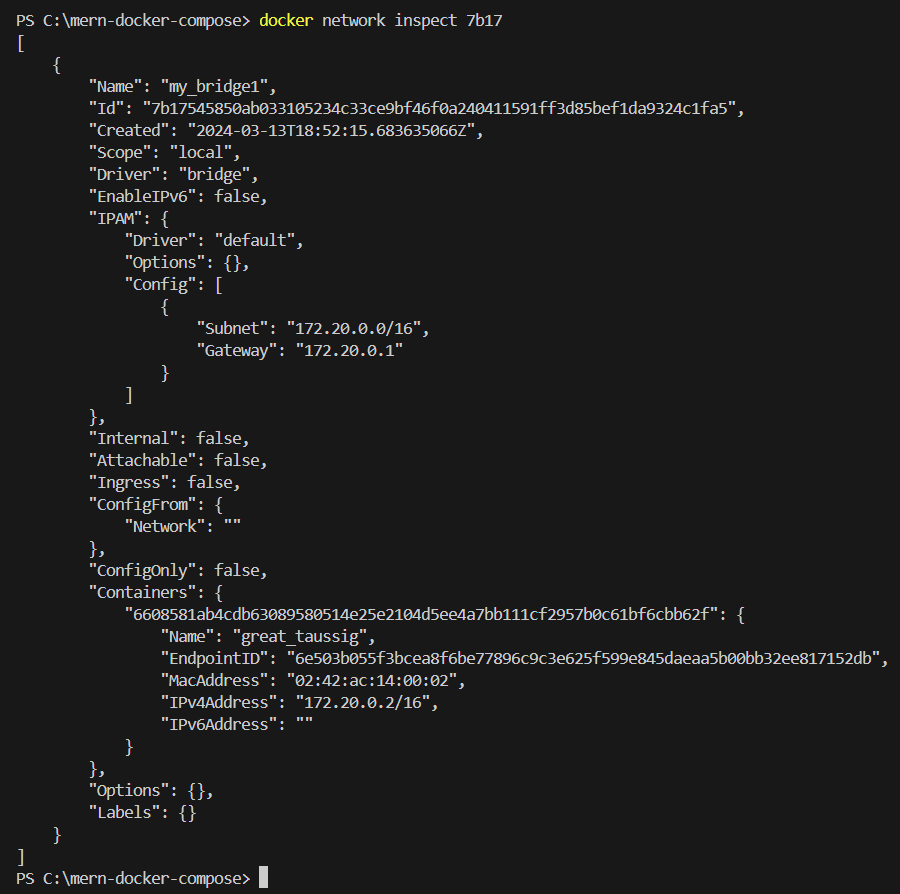 PS C:\mern-docker-compose> docker network inspect 7b17
[
    {
        "Name": "my_bridge1",
        "Id": "7b17545850ab033105234c33ce9bf46f0a240411591ff3d85bef1da9324c1fa5",
        "Created": "2024-03-13T18:52:15.683635066Z",
        "Scope": "local",
        "Driver": "bridge",
        "EnableIPv6": false,
        "IPAM": {
            "Driver": "default",
            "Options": {},
            "Config": [
                {
                    "Subnet": "172.20.0.0/16",
                    "Gateway": "172.20.0.1"
                }
            ]
        },
        "Internal": false,
        "Attachable": false,
        "Ingress": false,
        "ConfigFrom": {
            "Network": ""
        },
        "ConfigOnly": false,
        "Containers": {
            "6608581ab4cdb63089580514e25e2104d5ee4a7bb111cf2957b0c61bf6cbb62f": {
                "Name": "great_taussig",
                "EndpointID": "6e503b055f3bcea8f6be77896c9c3e625f599e845daeaa5b00bb32ee817152db",
                "MacAddress": "02:42:ac:14:00:02",
                "IPv4Address": "172.20.0.2/16",
                "IPv6Address": ""
            }
        },
        "Options": {},
        "Labels": {}
    }
]
PS C:\mern-docker-compose>